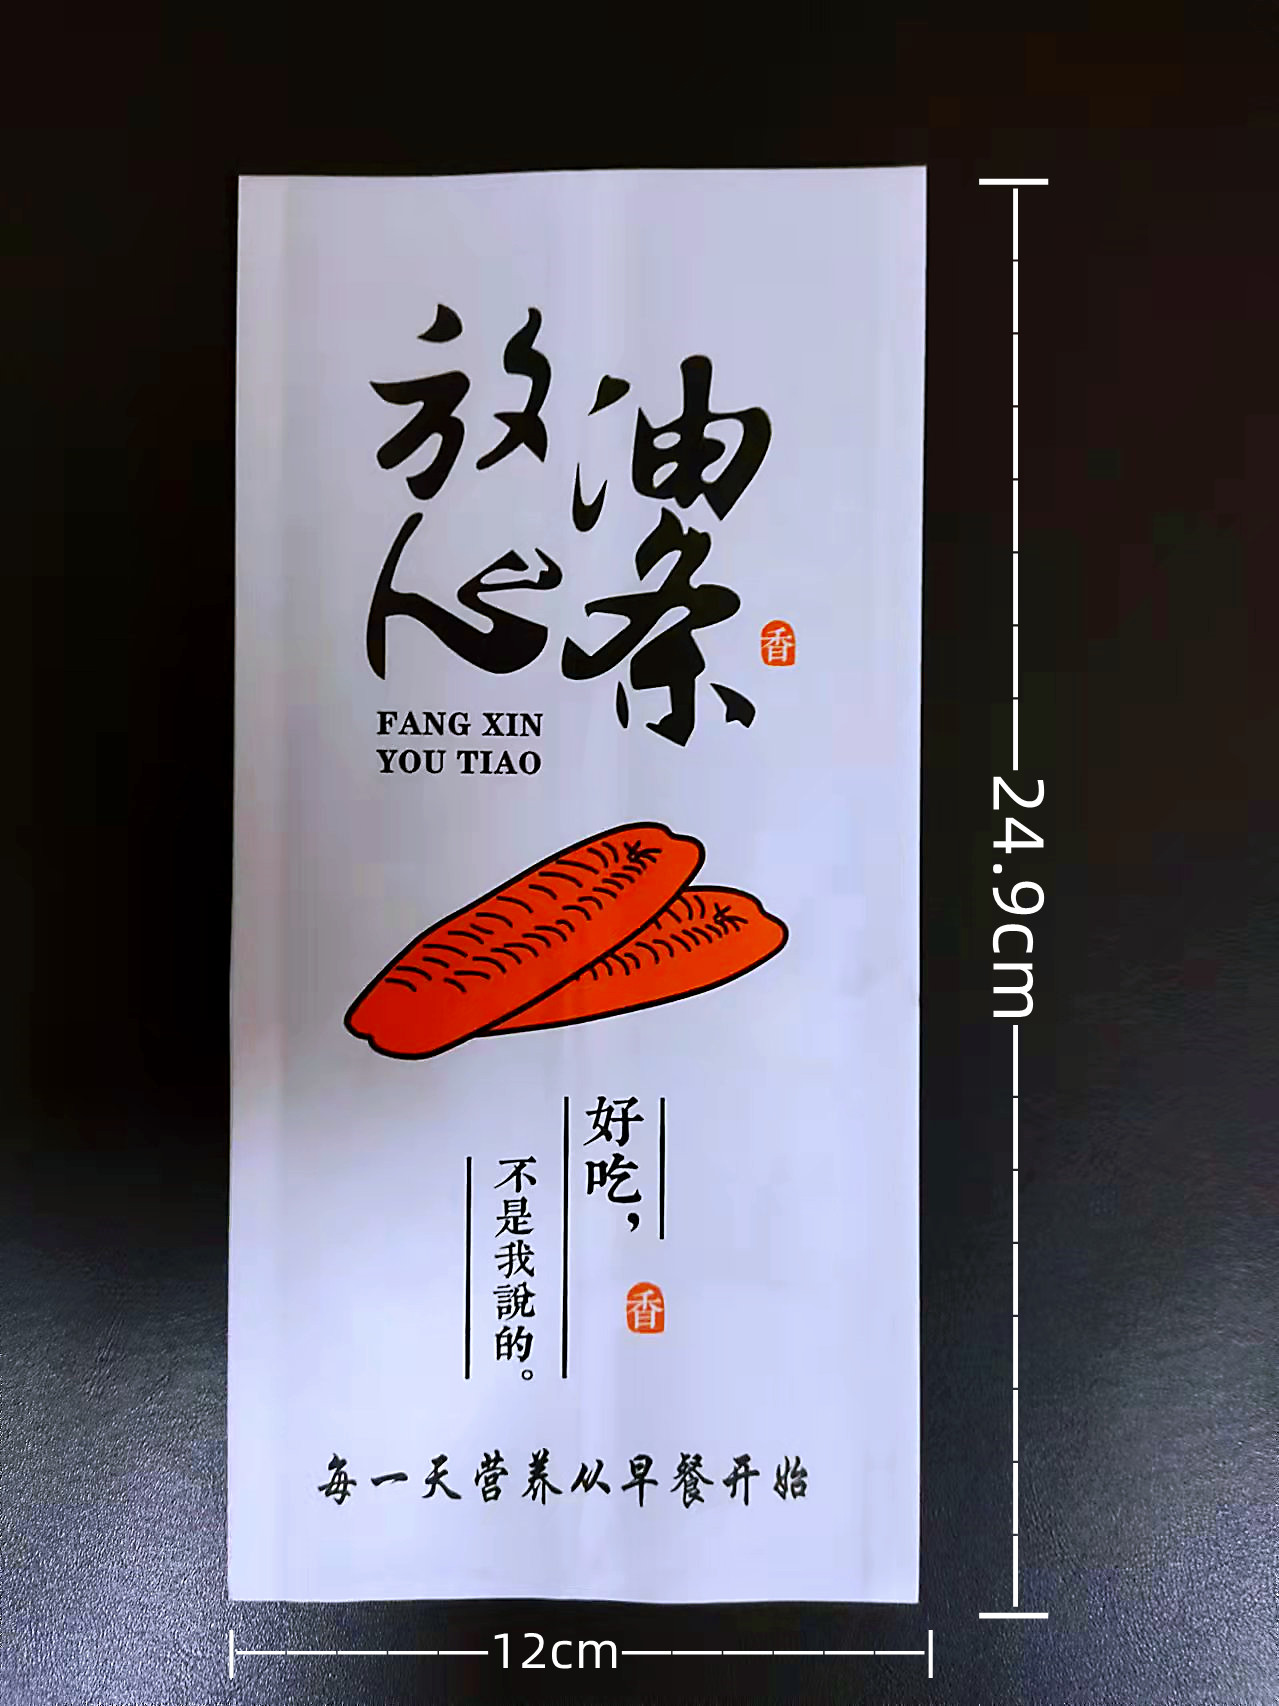 放心
油条
香
FANG XIN
YOU TIAO
好吃，
不是我說的。
香
每一天营养从早餐开始
24.9cm
12cm